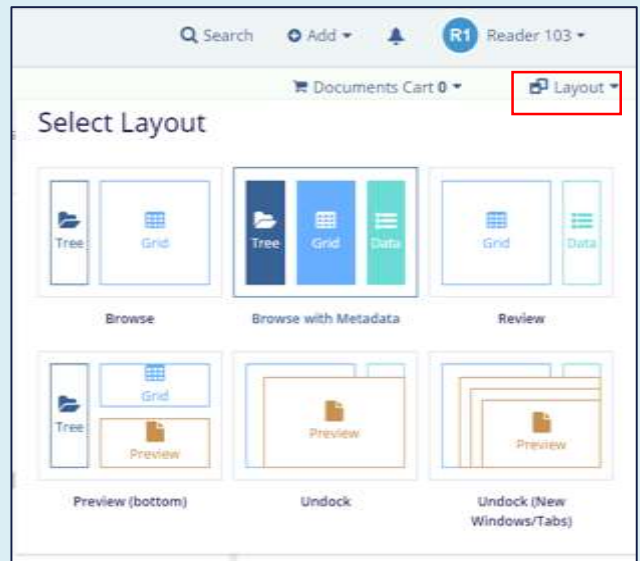 Search Add R1 Reader 103
Documents Cart 0 Layout
Select Layout
Tree Grid Tree Grid Data Grid Data
Browse Browse with Metadata Review
Tree Grid Preview Preview Preview
Preview (bottom) Undock Undock (New
Windows/Tabs)